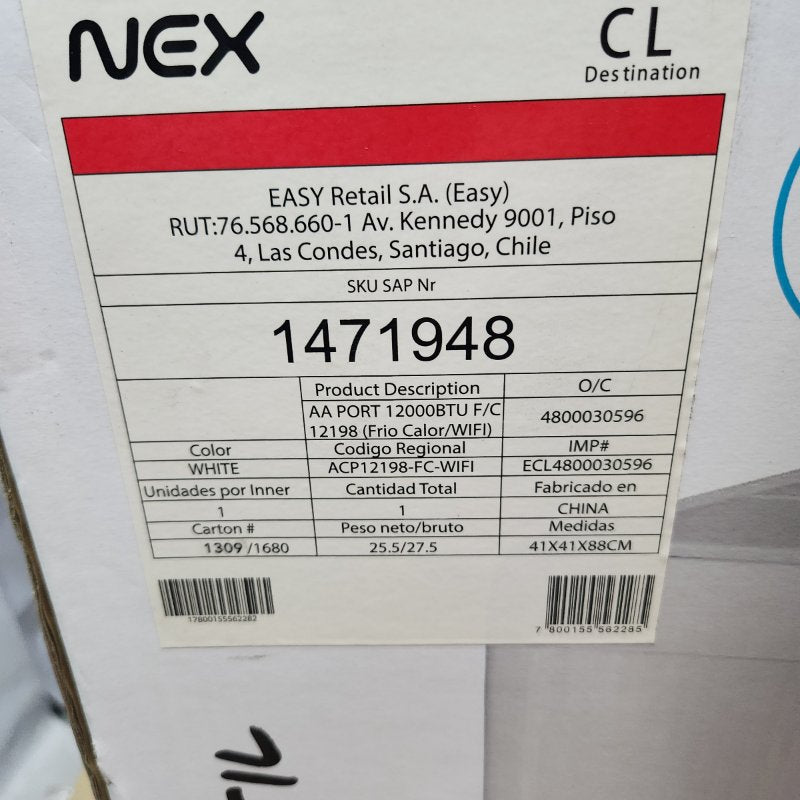 NEX
CL
Destination
EASY Retail S.A. (Easy)
RUT:76.568.660-1 Av. Kennedy 9001, Piso
4, Las Condes, Santiago, Chile
SKU SAP Nr
1471948
Product Description
O/C
AA PORT 12000BTU F/C
12198 (Frio Calor/WIFI)
4800030596
Color
Codigo Regional
IMP#
WHITE
ACP12198-FC-WIFI
ECL4800030596
Unidades por Inner
Cantidad Total
Fabricado en
1
1
CHINA
Carton #
Peso neto/bruto
Medidas
1309 /1680
25.5/27.5
41X41X88CM
17800155562282
7 800155 562285